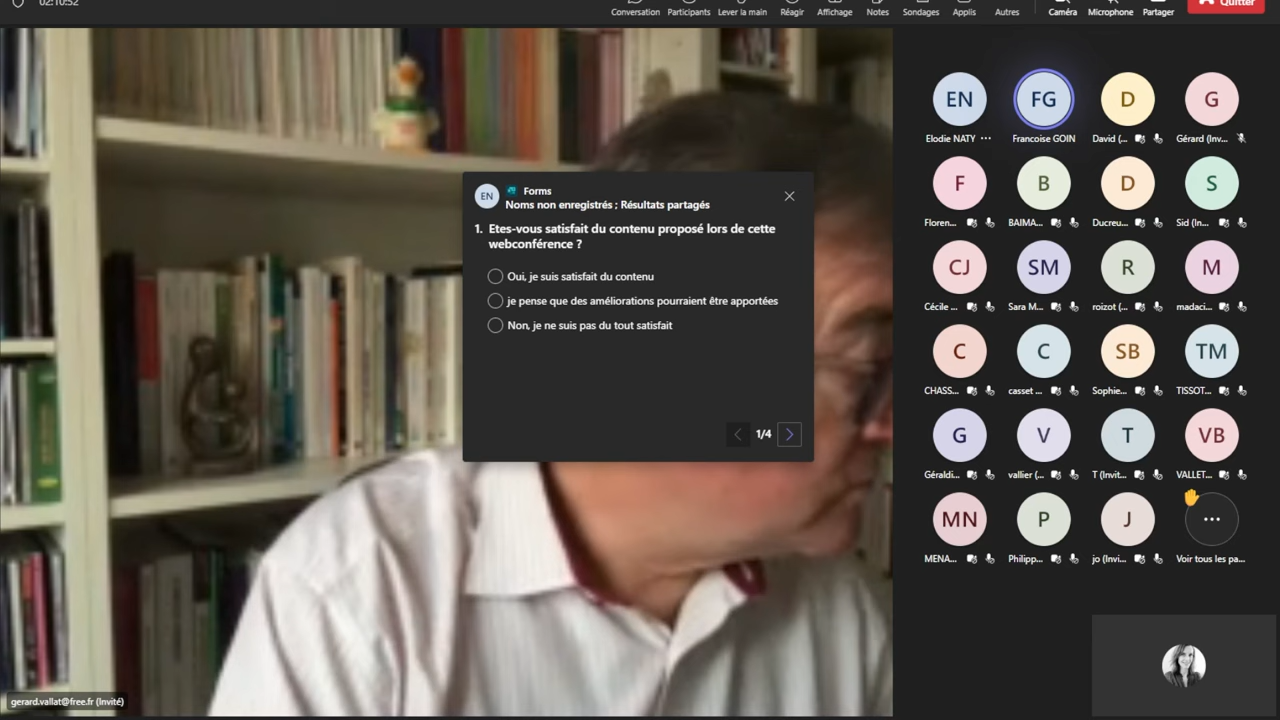 02:10:52
Conversation Participants Lever la main Réagir Affichage Notes Sondages Applis Autres Caméra Microphone Partager Quitter
EN FG D G
Elodie NATY ... Francoise GOIN David (... Gérard (Inv...
F B D S
Floren... BAIMA... Ducreu... Sid (In...
CJ SM R M
Cécile ... Sara M... roizot (... madaci...
C C SB TM
CHASS... casset ... Sophie... TISSOT...
G V T VB
Géraldi... vallier (... T (Invit... VALLET...
MN P J ...
MENA... Philipp... jo (Invi... Voir tous les pa...
EN Forms
Noms non enregistrés ; Résultats partagés
1. Etes-vous satisfait du contenu proposé lors de cette
webconférence ?
Oui, je suis satisfait du contenu
je pense que des améliorations pourraient être apportées
Non, je ne suis pas du tout satisfait
1/4
gerard.vallat@free.fr (Invité)